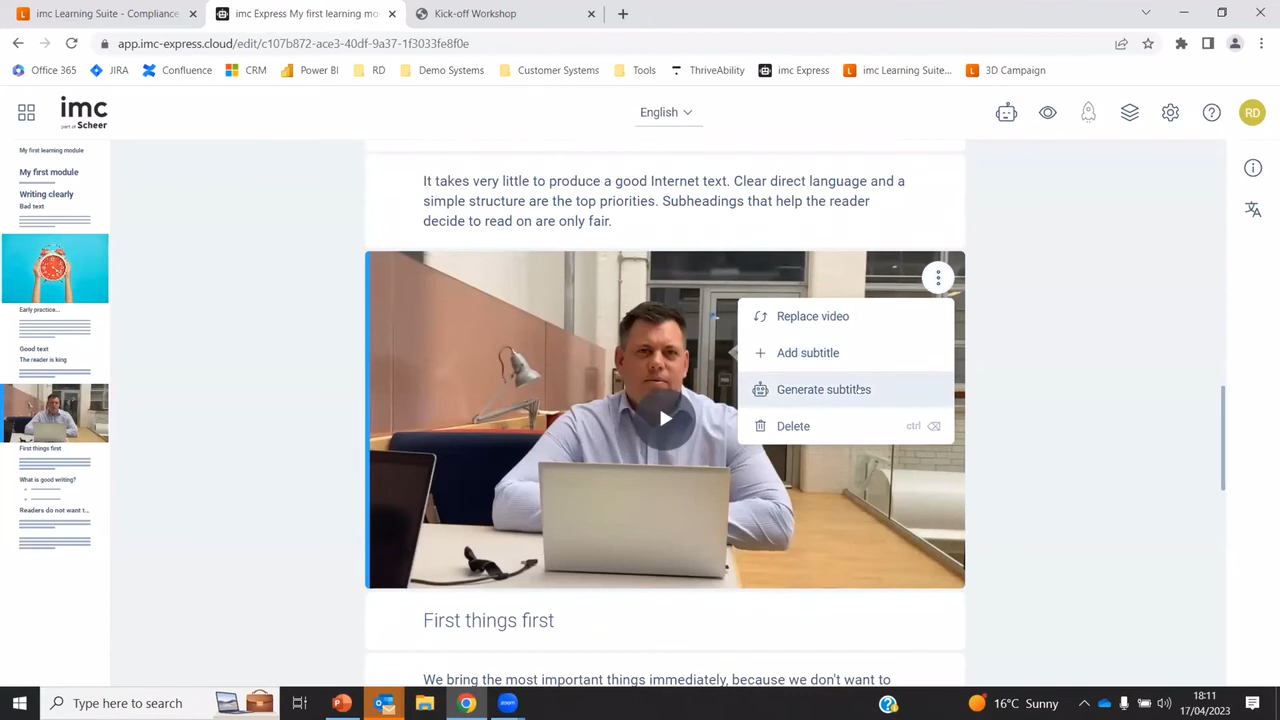 imc Learning Suite - Compliance
imc Express My first learning mo
Kick-off Workshop
app.imc-express.cloud/edit/c107b872-ace3-40df-9a37-1f3033fe8f0e
Office 365
JIRA
Confluence
CRM
Power BI
RD
Demo Systems
Customer Systems
Tools
ThriveAbility
imc Express
imc Learning Suite...
3D Campaign
imc
part of Scheer
English
RD
My first learning module
My first module
Writing clearly
Bad text
Early practice...
Good text
The reader is king
First things first
What is good writing?
Readers do not want t...
It takes very little to produce a good Internet text. Clear direct language and a
simple structure are the top priorities. Subheadings that help the reader
decide to read on are only fair.
Replace video
Add subtitle
Generate subtitles
Delete ctrl
First things first
We bring the most important things immediately, because we don't want to
Type here to search
zoom
16°C Sunny
18:11
17/04/2023